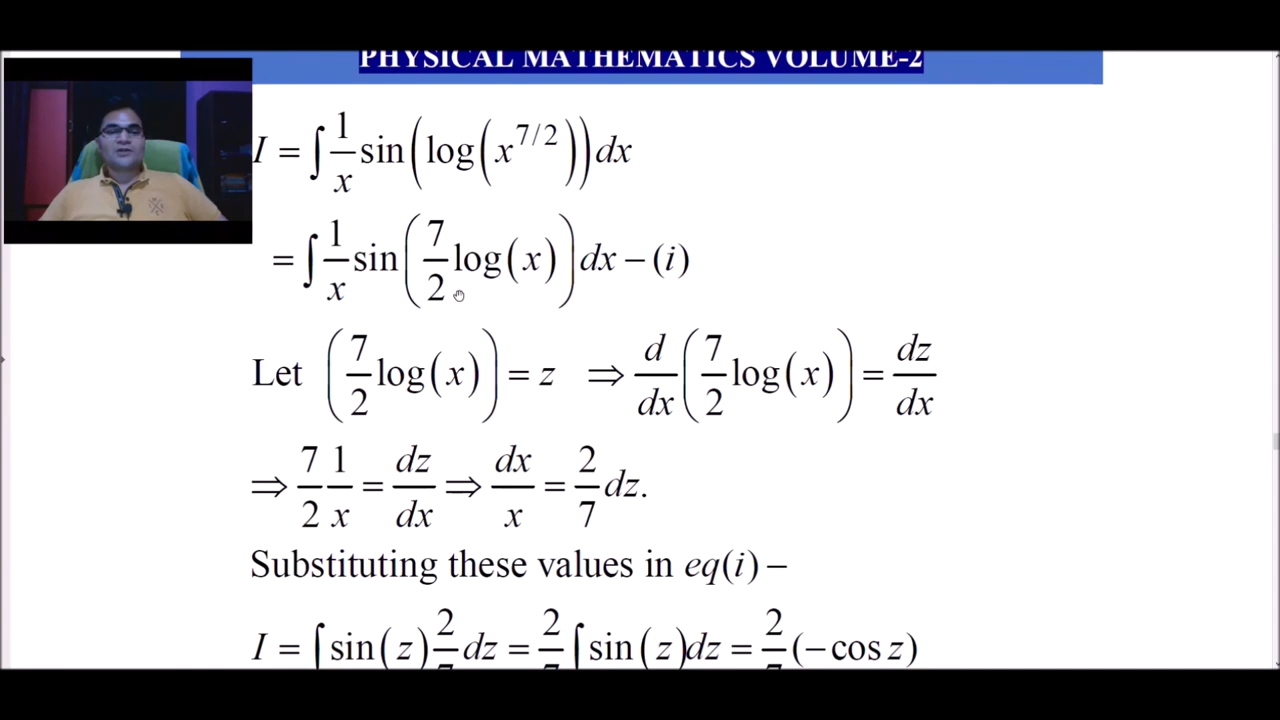 PHYSICAL MATHEMATICS VOLUME-2
I = ∫ 1/x sin(log(x^{7/2})) dx
= ∫ 1/x sin(7/2 log(x)) dx – (i)
Let (7/2 log(x)) = z ⇒ d/dx (7/2 log(x)) = dz/dx
⇒ 7/2 1/x = dz/dx ⇒ dx/x = 2/7 dz.
Substituting these values in eq(i) –
I = ∫ sin(z) 2/7 dz = 2/7 ∫ sin(z)dz = 2/7 (–cos z)